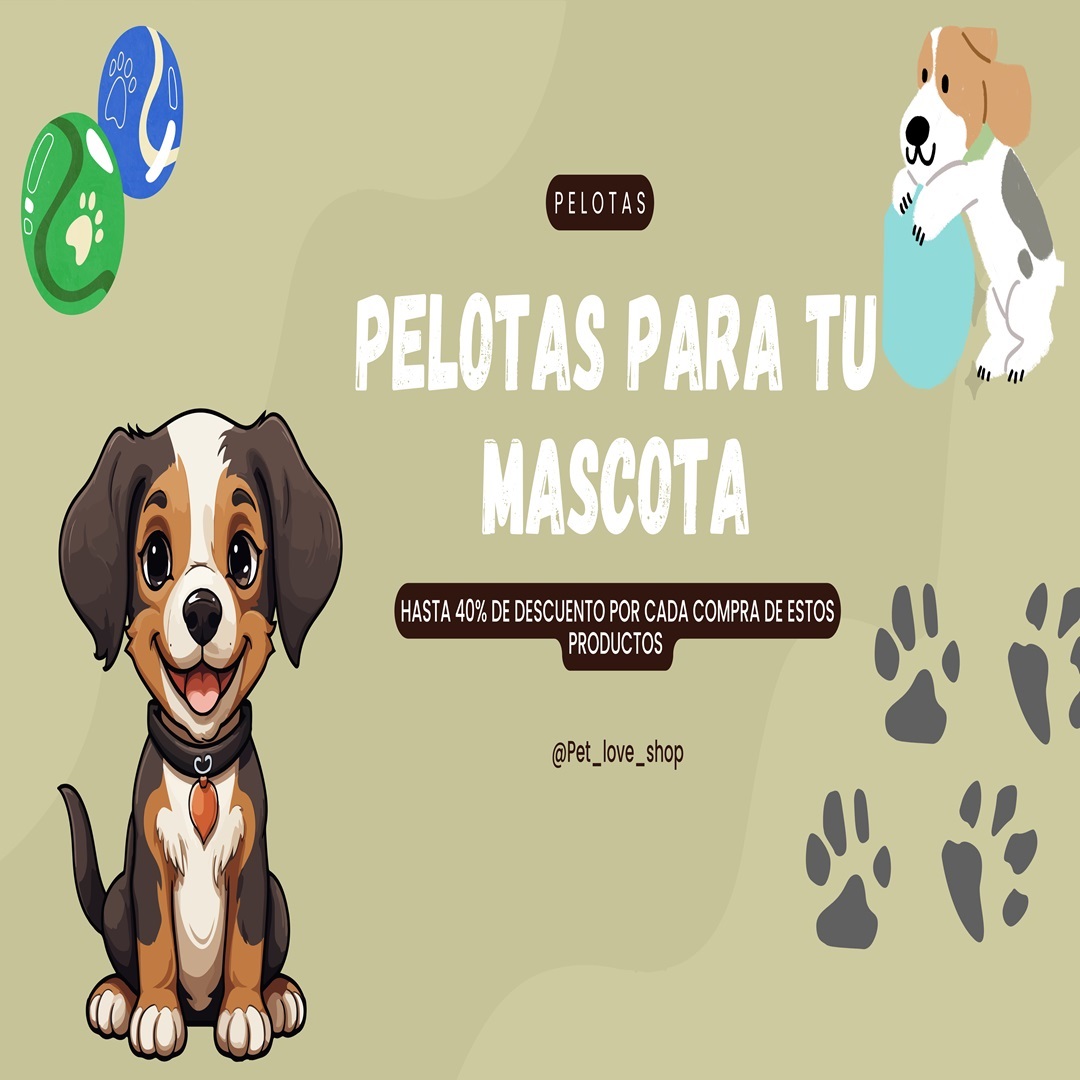 PELOTAS
PELOTAS PARA TU
MASCOTA
HASTA 40% DE DESCUENTO POR CADA COMPRA DE ESTOS
PRODUCTOS
@Pet_love_shop